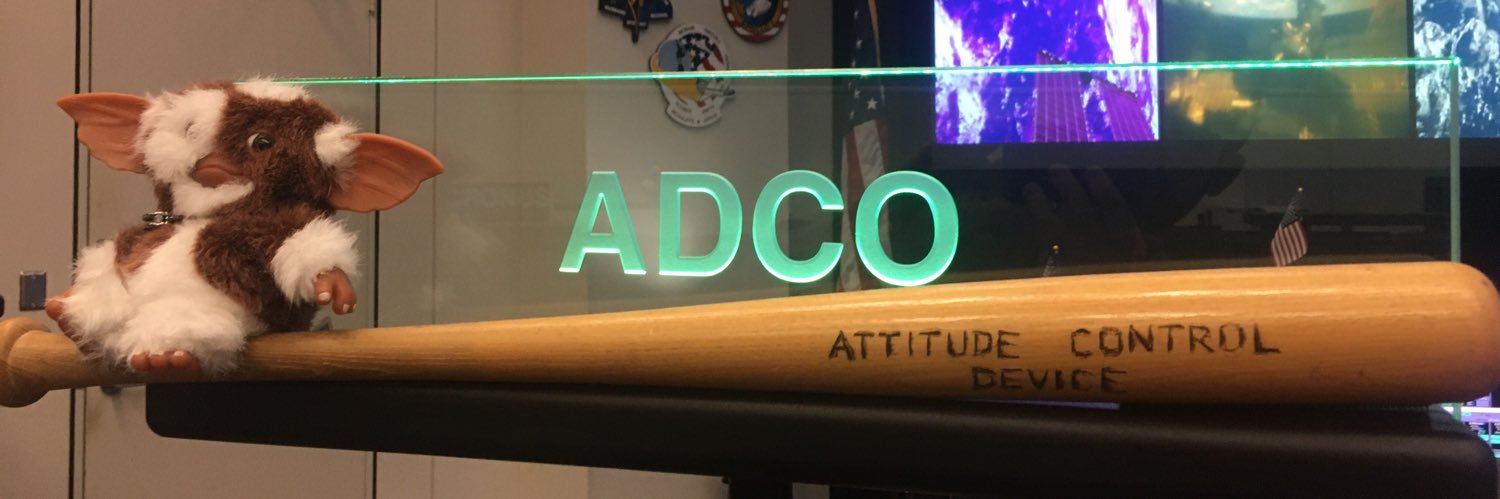 ADCO
ATTITUDE CONTROL
DEVICE